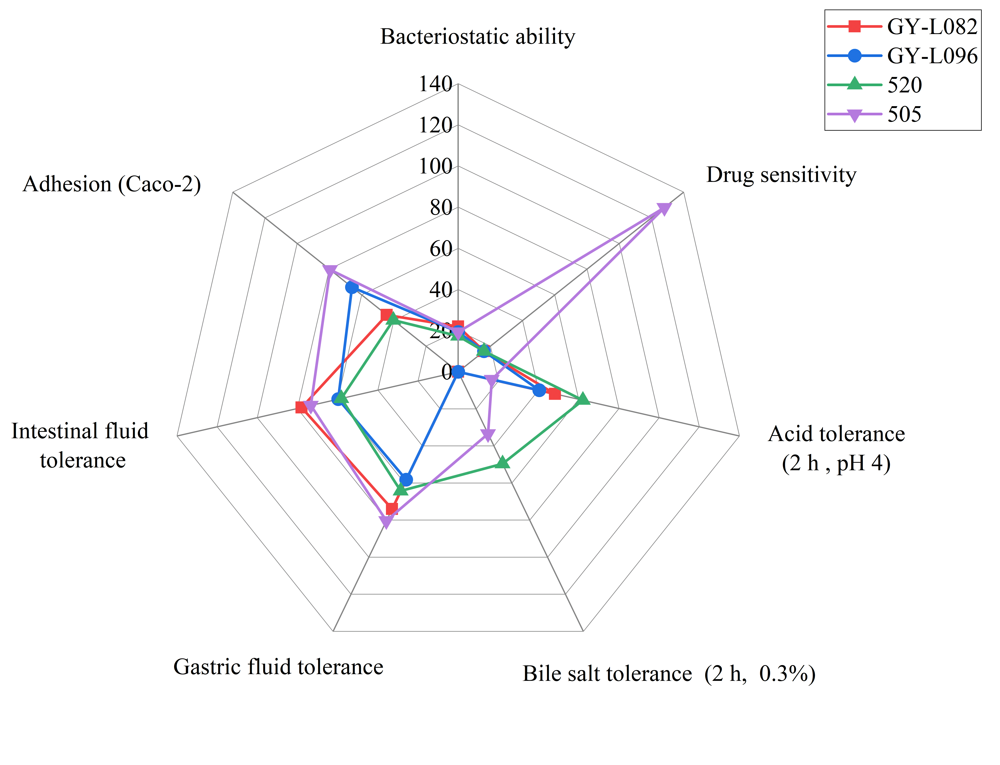 GY-L082
GY-L096
520
505
Bacteriostatic ability
140
120
100
80
60
40
20
0
Drug sensitivity
Adhesion (Caco-2)
Acid tolerance
(2 h , pH 4)
Intestinal fluid
tolerance
Gastric fluid tolerance
Bile salt tolerance (2 h, 0.3%)